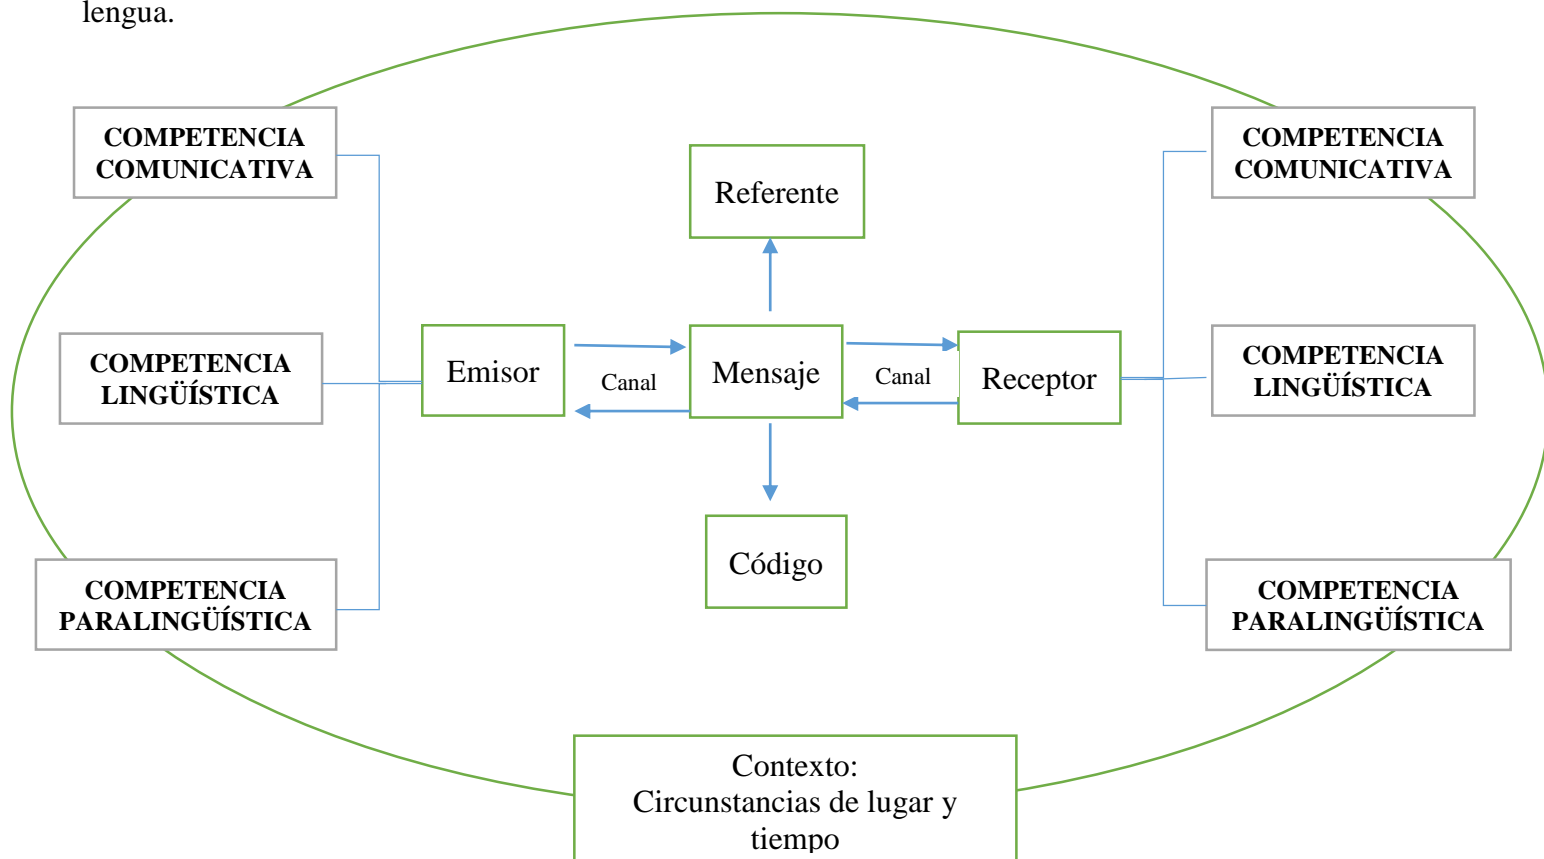 lengua.
COMPETENCIA
COMUNICATIVA
COMPETENCIA
COMUNICATIVA
Referente
COMPETENCIA
LINGÜÍSTICA
Emisor
Canal
Mensaje
Canal
Receptor
COMPETENCIA
LINGÜÍSTICA
Código
COMPETENCIA
PARALINGÜÍSTICA
COMPETENCIA
PARALINGÜÍSTICA
Contexto:
Circunstancias de lugar y
tiempo